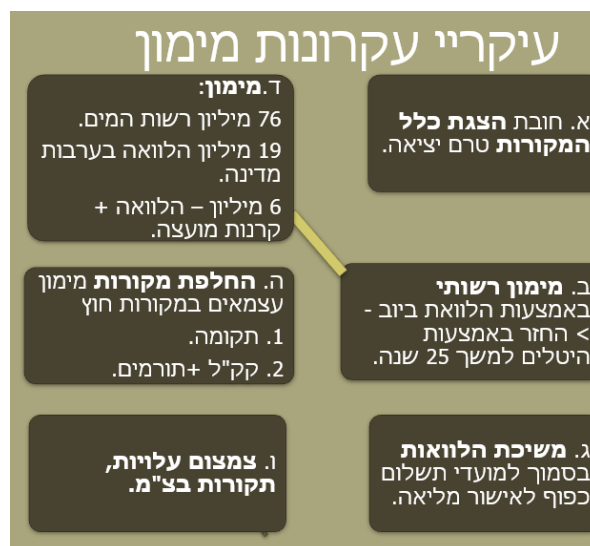 עיקריי עקרונות מימון
א. חובת הצגת כלל
המקורות טרם יציאה.
ב. מימון רשותי
באמצעות הלוואת ביוב -
> החזר באמצעות
היטלים למשך 25 שנה.
ג. משיכת הלוואות
בסמוך למועדי תשלום
כפוף לאישור מליאה.
ד.מימון:
76 מיליון רשות המים.
19 מיליון הלוואה בערבות
מדינה.
6 מיליון – הלוואה +
קרנות מועצה.
ה. החלפת מקורות מימון
עצמאים במקורות חוץ
1. תקומה.
2. קק"ל +תורמים.
ו. צמצום עלויות,
תקורות בצ"מ.